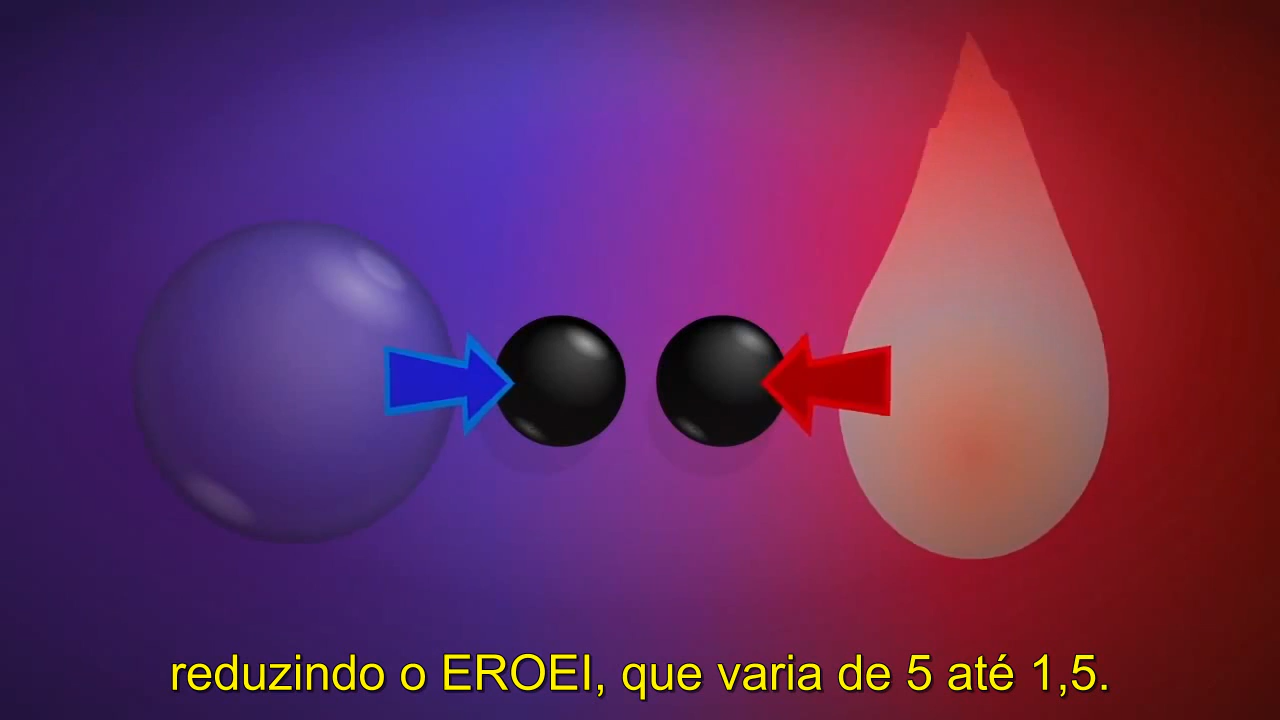 reduzindo o EROEI, que varia de 5 até 1,5.